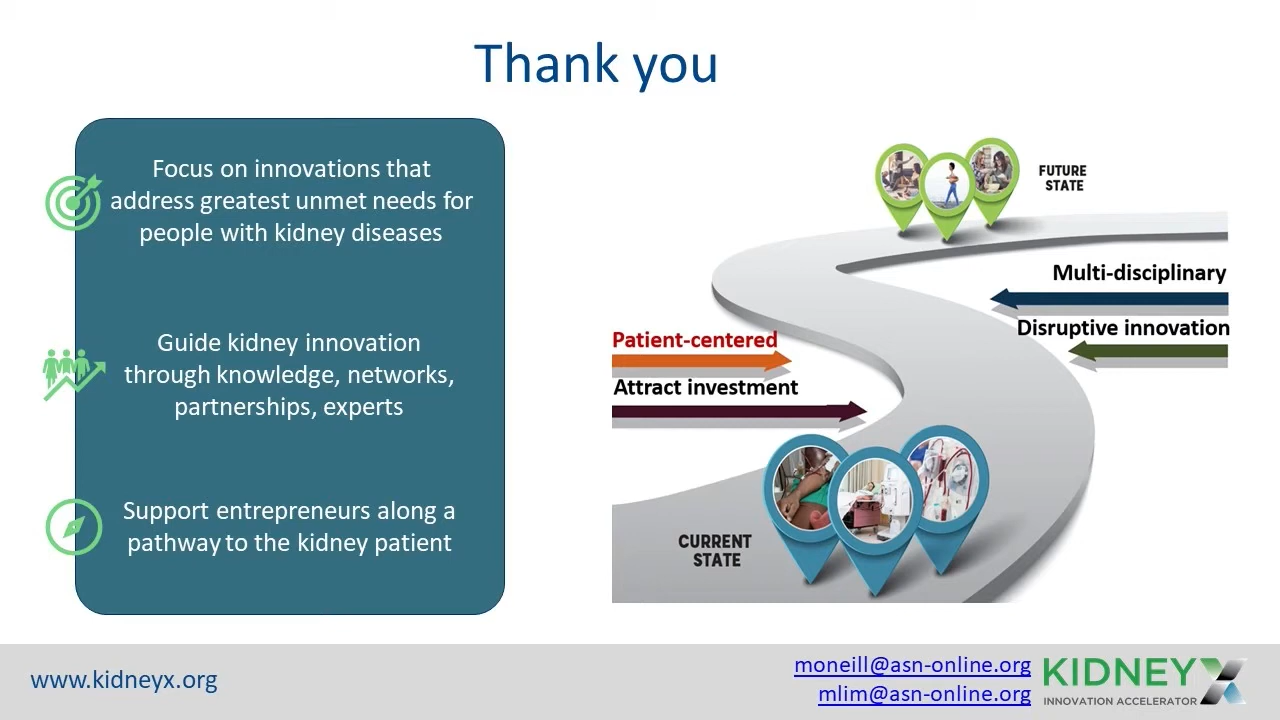 Thank you
Focus on innovations that
address greatest unmet needs for
people with kidney diseases
Guide kidney innovation
through knowledge, networks,
partnerships, experts
Support entrepreneurs along a
pathway to the kidney patient
FUTURE
STATE
Multi-disciplinary
Disruptive innovation
Patient-centered
Attract investment
CURRENT
STATE
www.kidneyx.org
moneill@asn-online.org
mlim@asn-online.org
KIDNEYX
INNOVATION ACCELERATOR